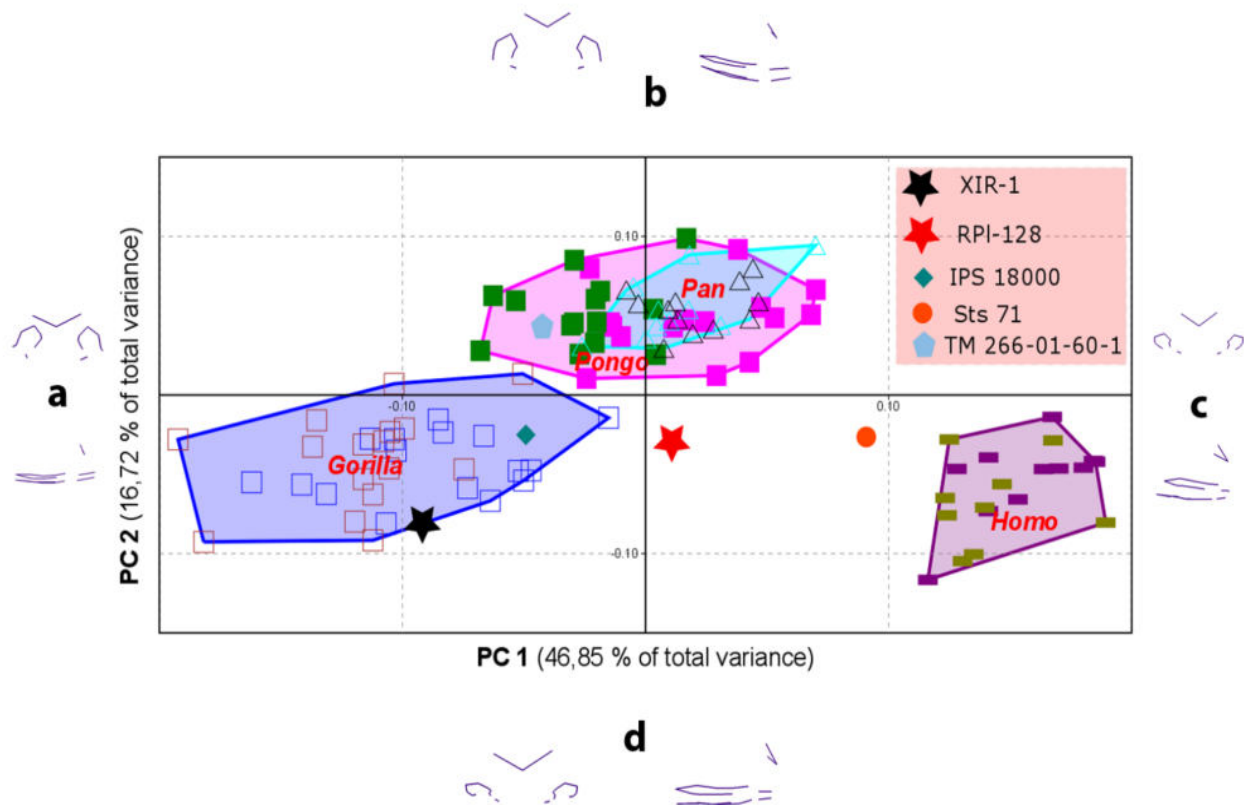 b
XIR-1
RPl-128
IPS 18000
Sts 71
TM 266-01-60-1
0.10
Pan
Pongo
a
-0.10
0.10
c
Gorilla
Homo
-0.10
PC 2 (16,72 % of total variance)
PC 1 (46,85 % of total variance)
d